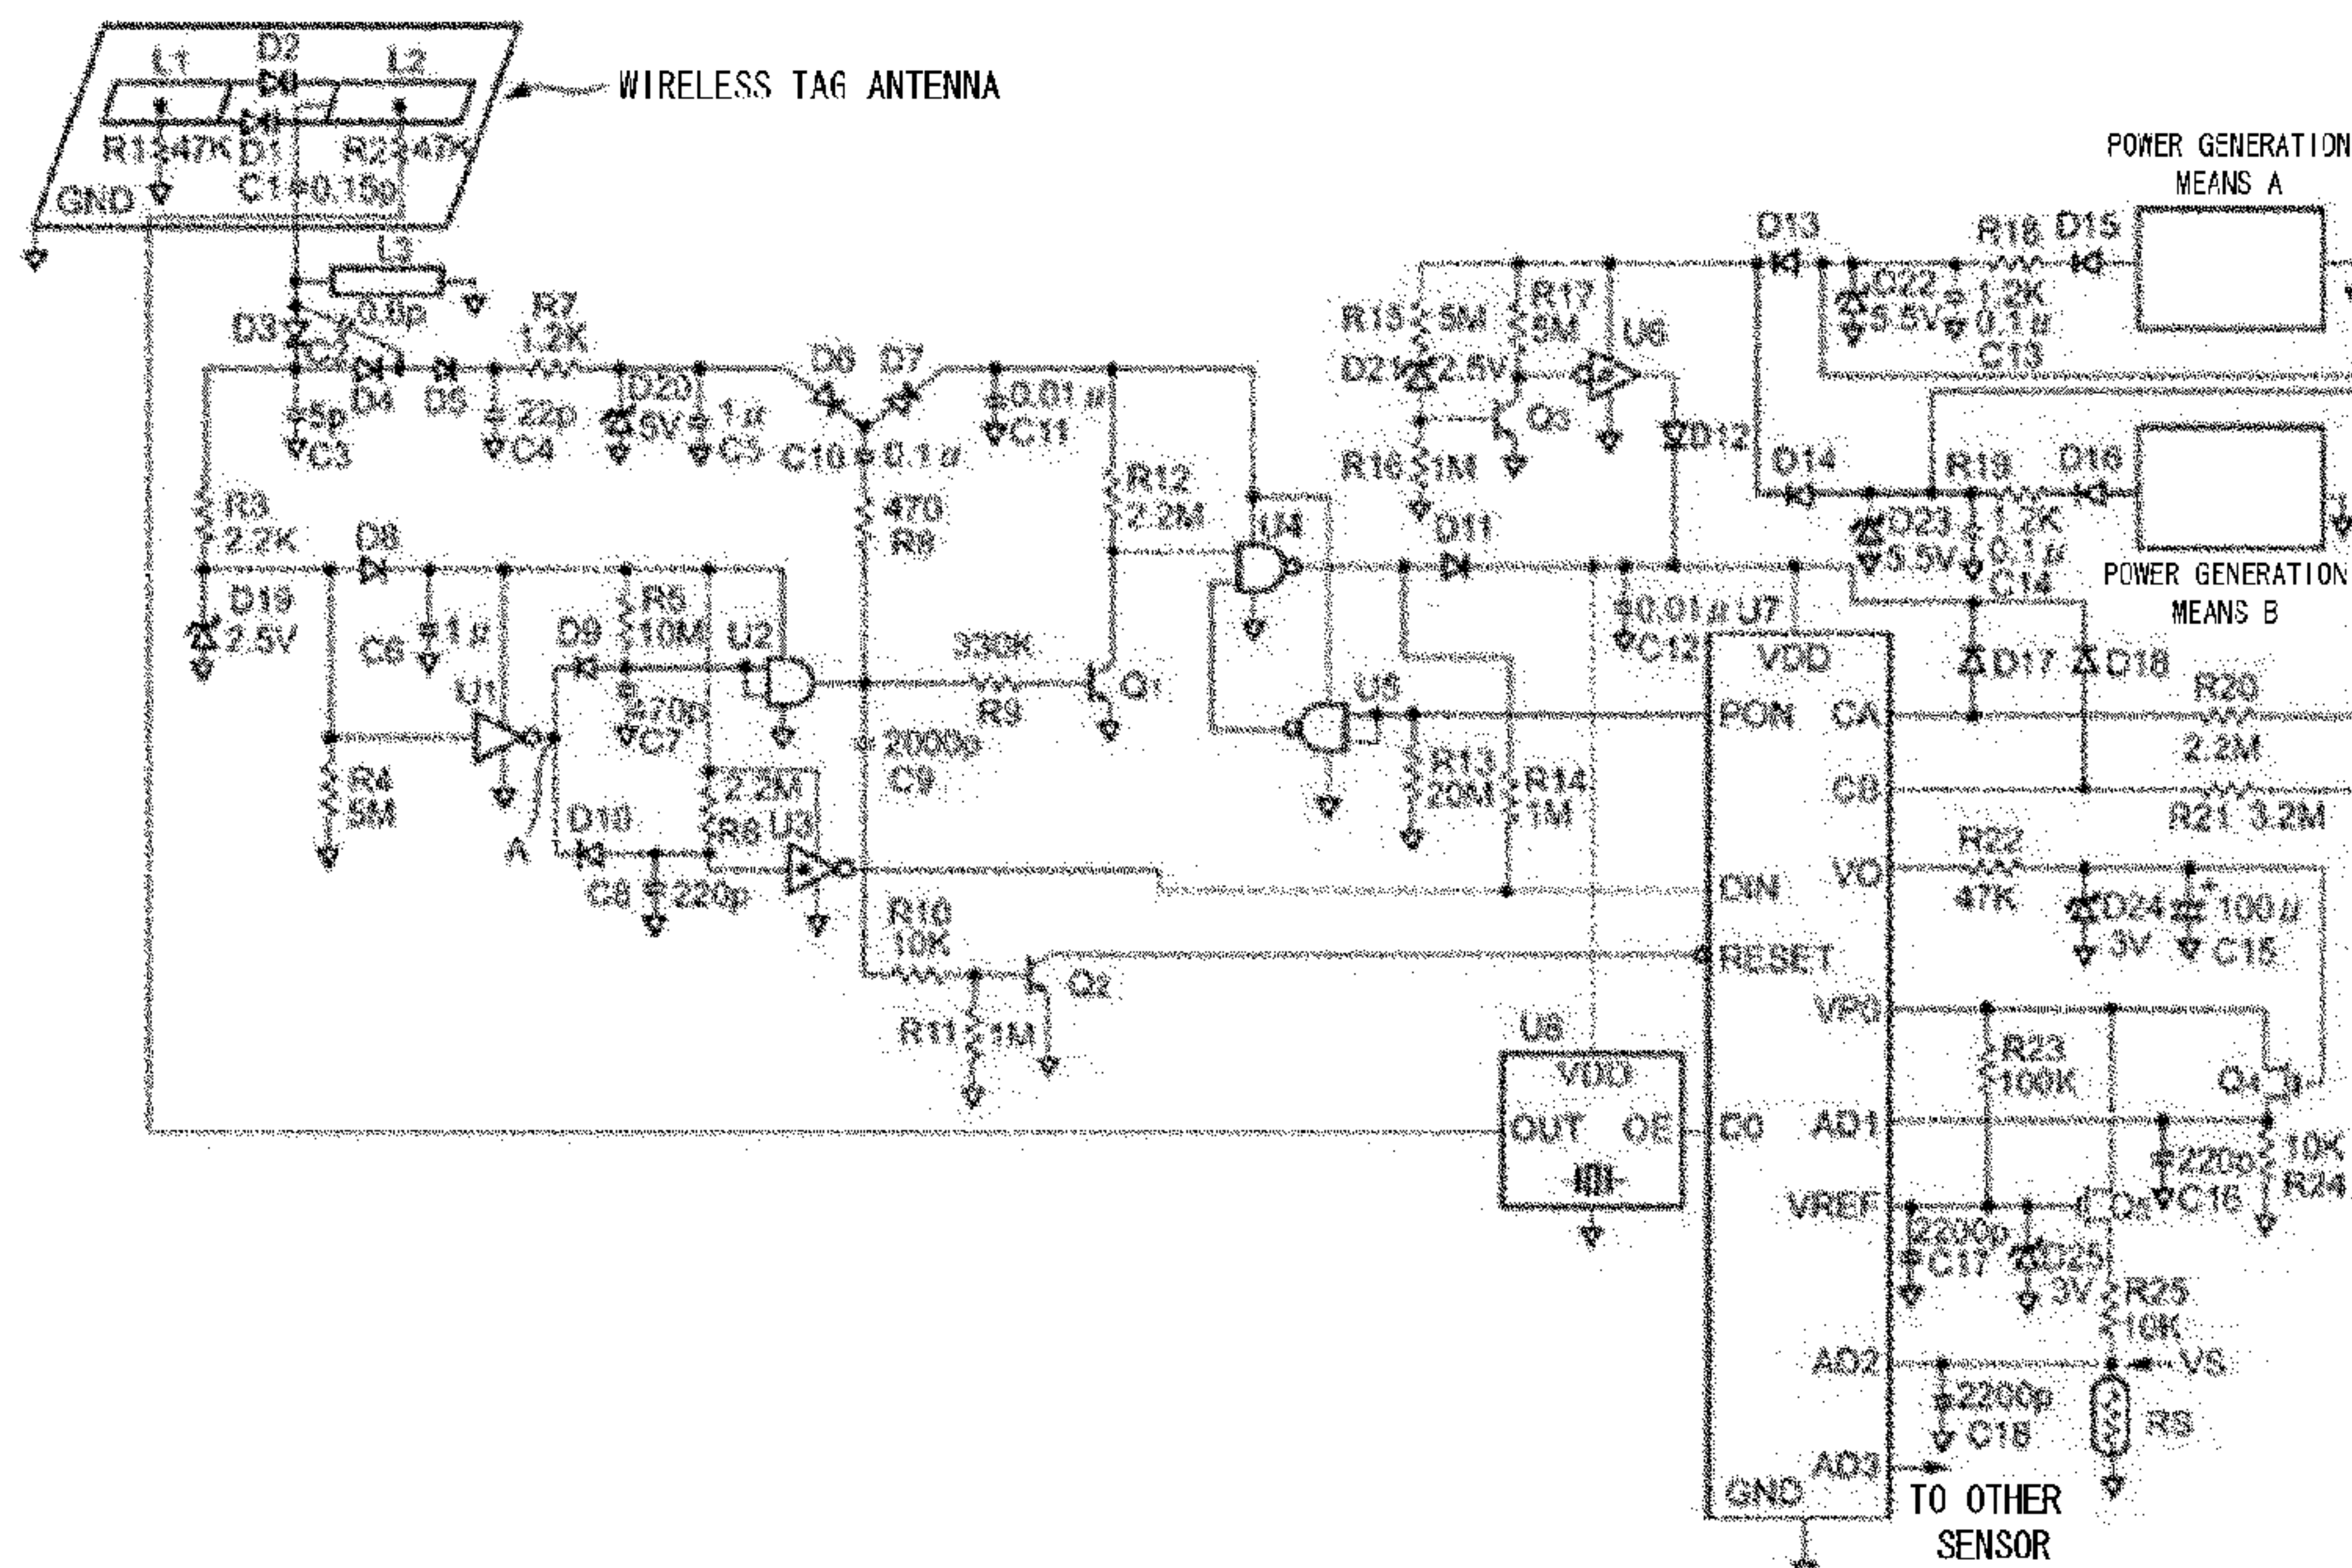 L1 D2 L2
WIRELESS TAG ANTENNA
R1 47K D1 R2 47K
GND C1 0.15p
POWER GENERATION
MEANS A
L3
D3 0.6p R7
C2 1.2K
D4 D5
5p
C3
22p
C4
D20
5V
1μ
C5
D6 D7
0.01μ
C11
C10 0.1μ
470
R8
R12
2.2M
R15 5M
R17
5M
U6
D21 2.5V
Q3
D12
R16 1M
D13
R18 D15
D22
5.5V
1.2K
0.1μ
C13
D14
R19 D16
D23
5.5V
1.2K
0.1μ
C14
POWER GENERATION
MEANS B
R3
2.2K
D8
D19
2.5V
C6 1μ
D9
R5
10M
U2
U1
470p
C7
330K
R9
Q1
U4
D11
0.01μ
C12
U7
U5
R4
5M
A
D10
2.2M
R6
U3
C8 220p
2000p
C9
R13
20M
R14
1M
VDD
PON CA
CB
VO
DIN
RESET
VP0
C0 AD1
VREF
AD2
AD3
GND
D17 D18
R20
2.2M
R21 3.2M
R22
47K
D24
3V
100μ
C15
R10
10K
Q2
R11 1M
U8
VDD
OUT OE
R23
100K
Q4
220p
C16
10K
R24
2200p
C17
D25
3V
Q5
R25
10K
VS
2200p
C18
RS
TO OTHER
SENSOR